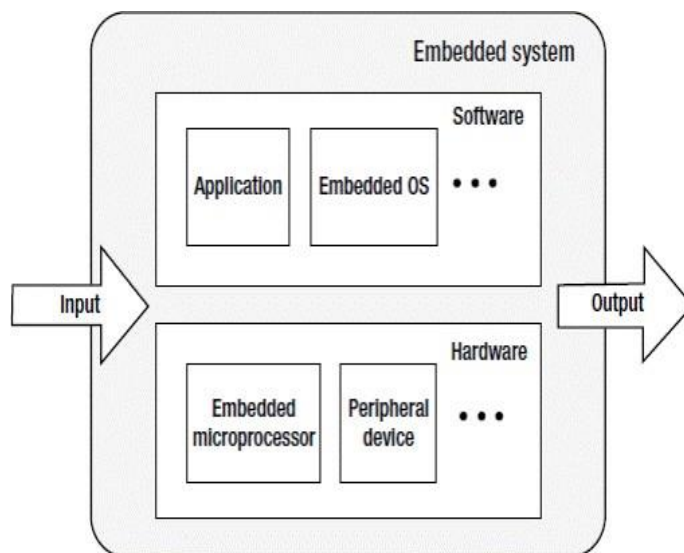 Embedded system
Software
Application
Embedded OS
• • •
Input
Output
Hardware
Embedded
microprocessor
Peripheral
device
• • •